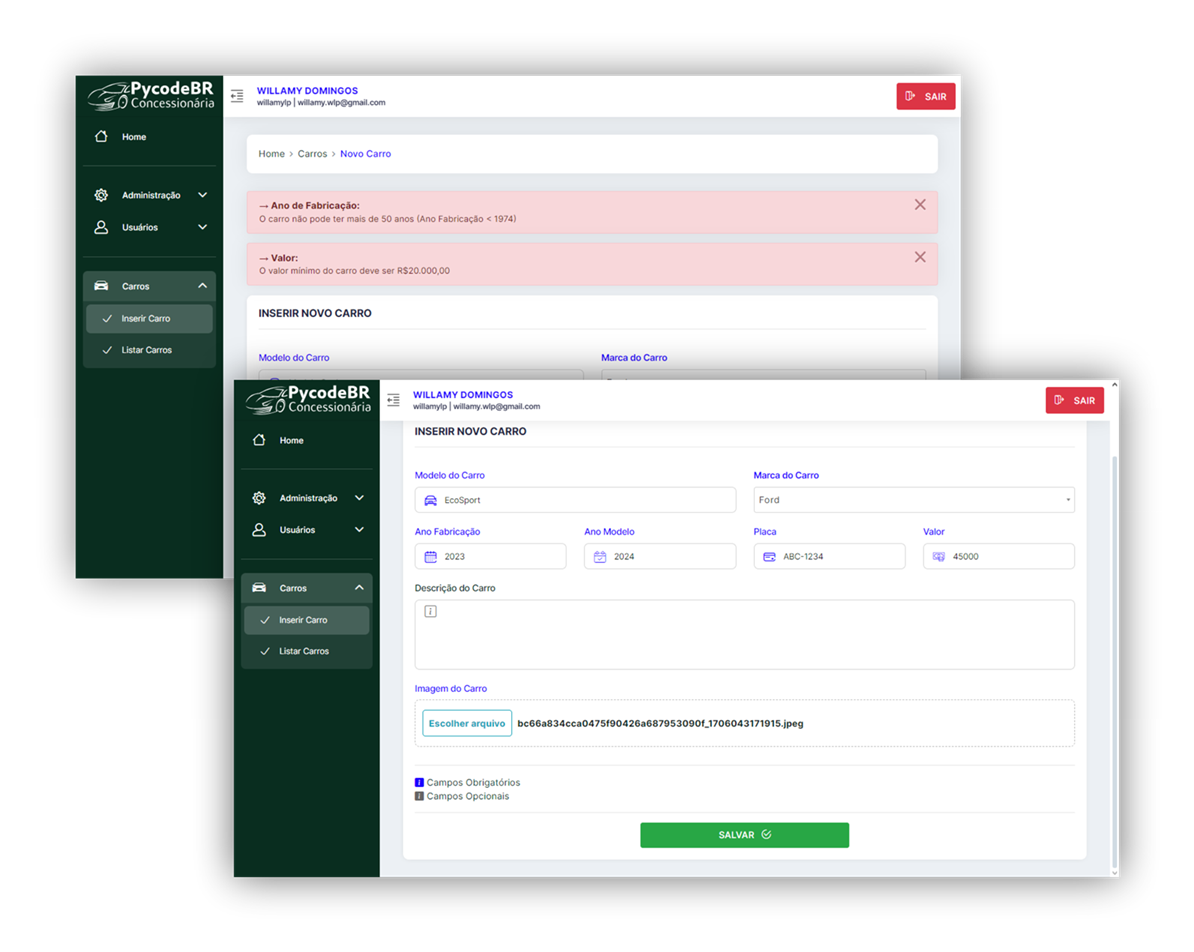 PycodeBR
Concessionária
WILLAMY DOMINGOS
willamylp | willamy.wlp@gmail.com
SAIR
Home
Administração
Usuários
Carros
Inserir Carro
Listar Carros
Home › Carros › Novo Carro
→ Ano de Fabricação:
O carro não pode ter mais de 50 anos (Ano Fabricação < 1974)
→ Valor:
O valor mínimo do carro deve ser R$20.000,00
INSERIR NOVO CARRO
Modelo do Carro
Marca do Carro
PycodeBR
Concessionária
WILLAMY DOMINGOS
willamylp | willamy.wlp@gmail.com
SAIR
Home
Administração
Usuários
Carros
Inserir Carro
Listar Carros
INSERIR NOVO CARRO
Modelo do Carro
Marca do Carro
EcoSport
Ford
Ano Fabricação
Ano Modelo
Placa
Valor
2023
2024
ABC-1234
45000
Descrição do Carro
Imagem do Carro
Escolher arquivo bc66a834cca0475f90426a687953090f_1706043171915.jpeg
i Campos Obrigatórios
i Campos Opcionais
SALVAR